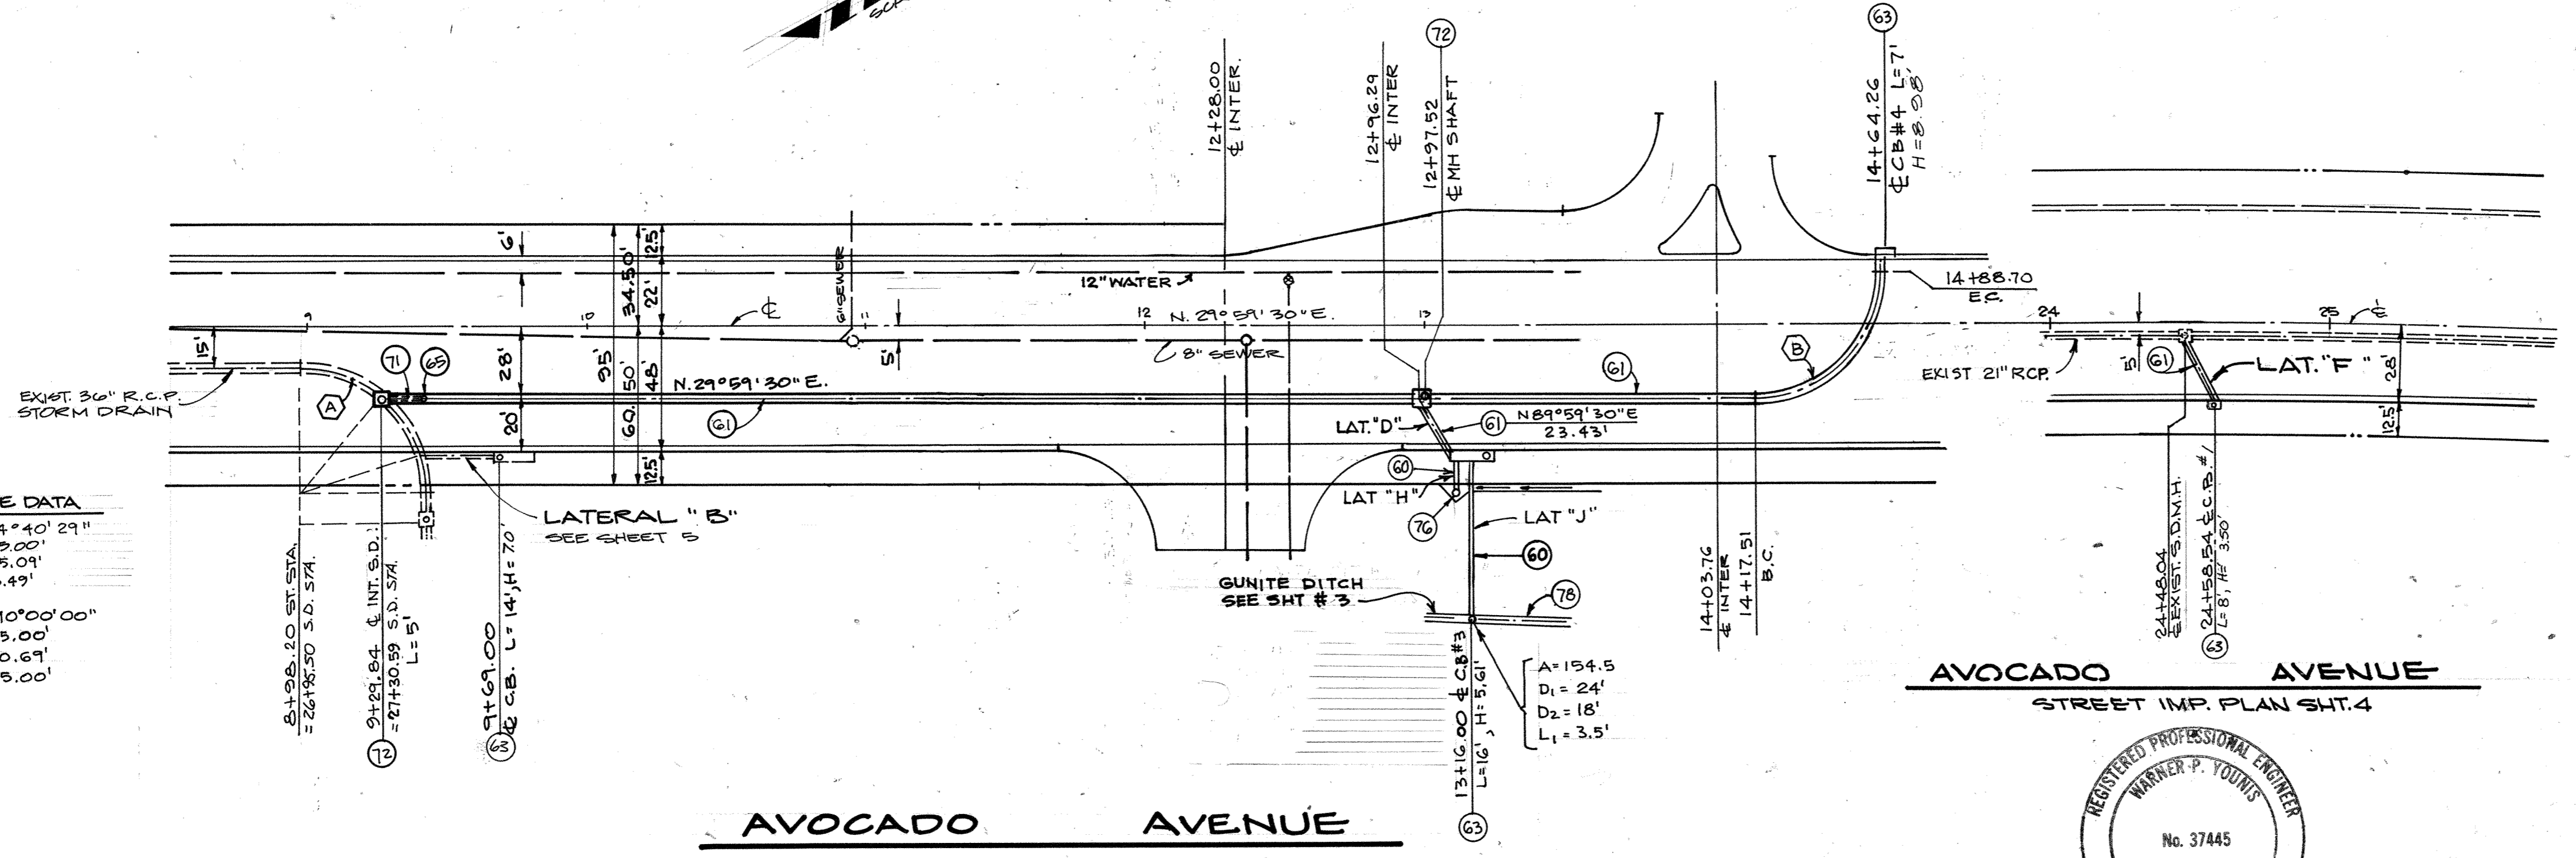 12+28.00
℄ INTER.
12+96.29
℄ INTER
72
12+97.52
℄ MH SHAFT
63
14+64.26
℄ CB#4 L=7'
H=8.98'
6'
34.50'
12.5'
22'
95'
60.50'
48'
12.5'
28'
20'
15'
9
10
11
12
13
℄
6" SEWER
12" WATER
N. 29° 59' 30" E.
5'
8" SEWER
14+88.70
E.C.
EXIST. 36" R.C.P.
STORM DRAIN
A
71
65
N. 29° 59' 30" E.
61
61
B
LAT. "D"
61
N 89° 59' 30" E
23.43'
60
LAT "H"
76
LAT "J"
60
GUNITE DITCH
SEE SHT # 3
78
LATERAL "B"
SEE SHEET 5
E DATA
4° 40' 29"
5.09'
.49'
10° 00' 00"
5.00'
0.69'
5.00'
8+98.20 ST. STA.
= 26+95.50 S.D. STA.
9+29.84 ℄ INT. S.D.
= 27+30.59 S.D. STA.
L = 5'
72
9+69.00
℄ C.B. L = 14', H = 7.0'
63
13+16.00 ℄ C.B #3
L=16', H=5.61'
63
A=154.5
D1 = 24'
D2 = 18'
L1 = 3.5'
14+03.76
℄ INTER
14+17.51
B.C.
24
25
℄
EXIST 21" RCP.
5'
61
LAT. "F"
28'
12.5'
24+48.04
℄ EXIST. S.D.M.H.
24+58.54 ℄ C.B. #1
L= 8', H= 3.50'
63
AVOCADO AVENUE
STREET IMP. PLAN SHT. 4
AVOCADO AVENUE
REGISTERED PROFESSIONAL ENGINEER
WARNER P. YOUNIS
No. 37445